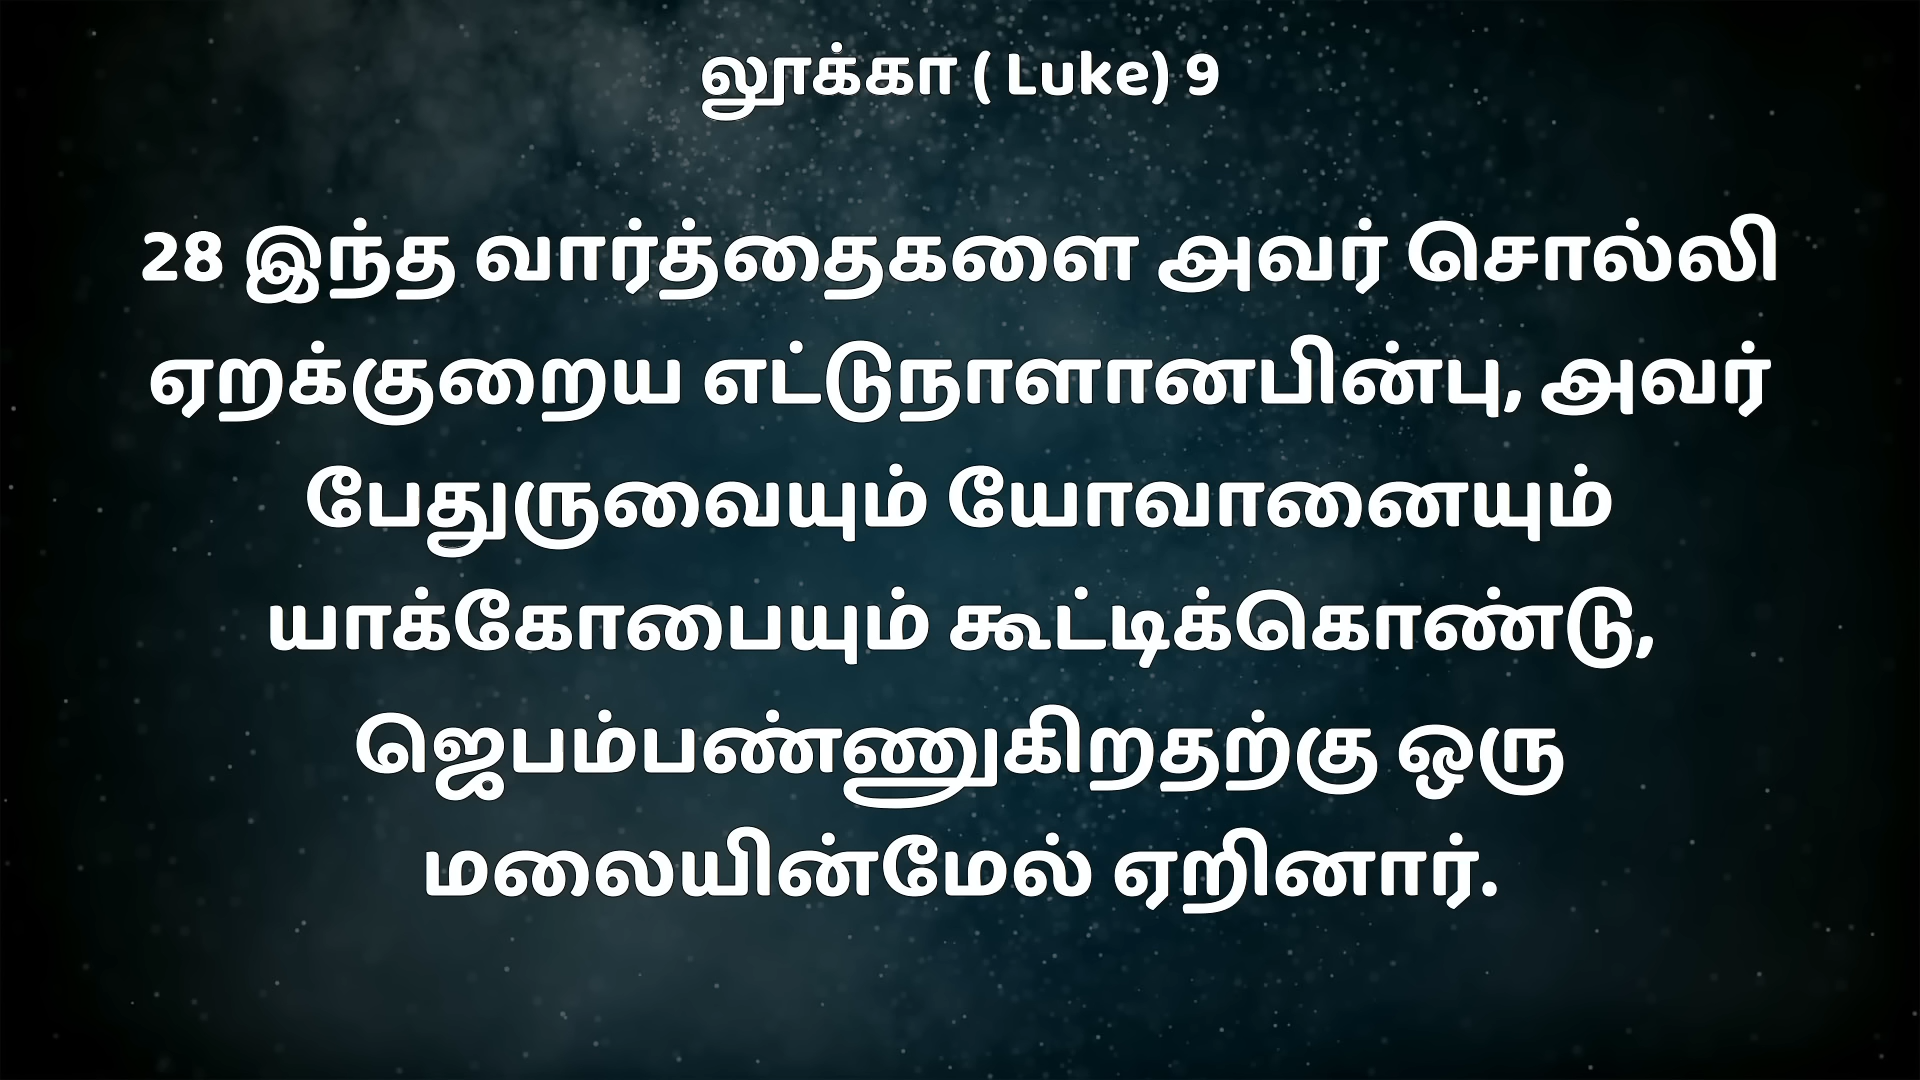 லூக்கா ( Luke) 9
28 இந்த வார்த்தைகளை அவர் சொல்லி
ஏறக்குறைய எட்டுநாளானபின்பு, அவர்
பேதுருவையும் யோவானையும்
யாக்கோபையும் கூட்டிக்கொண்டு,
ஜெபம்பண்ணுகிறதற்கு ஒரு
மலையின்மேல் ஏறினார்.